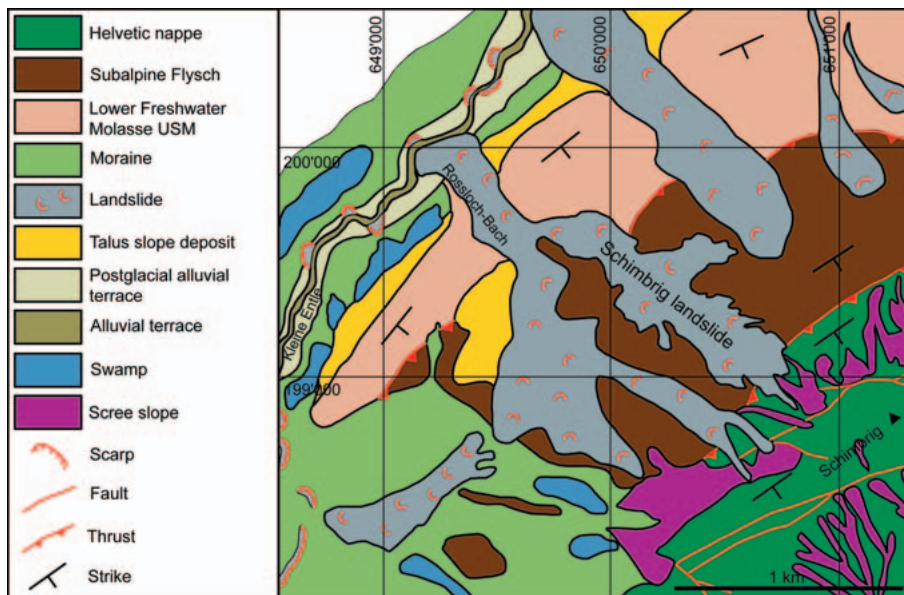 Helvetic nappe
Subalpine Flysch
Lower Freshwater
Molasse USM
Moraine
Landslide
Talus slope deposit
Postglacial alluvial
terrace
Alluvial terrace
Swamp
Scree slope
Scarp
Fault
Thrust
Strike
649'000
650'000
651'000
200'000
199'000
Rossloch-Bach
Schimbrig landslide
Kleine Entle
Schimbrig
1 km